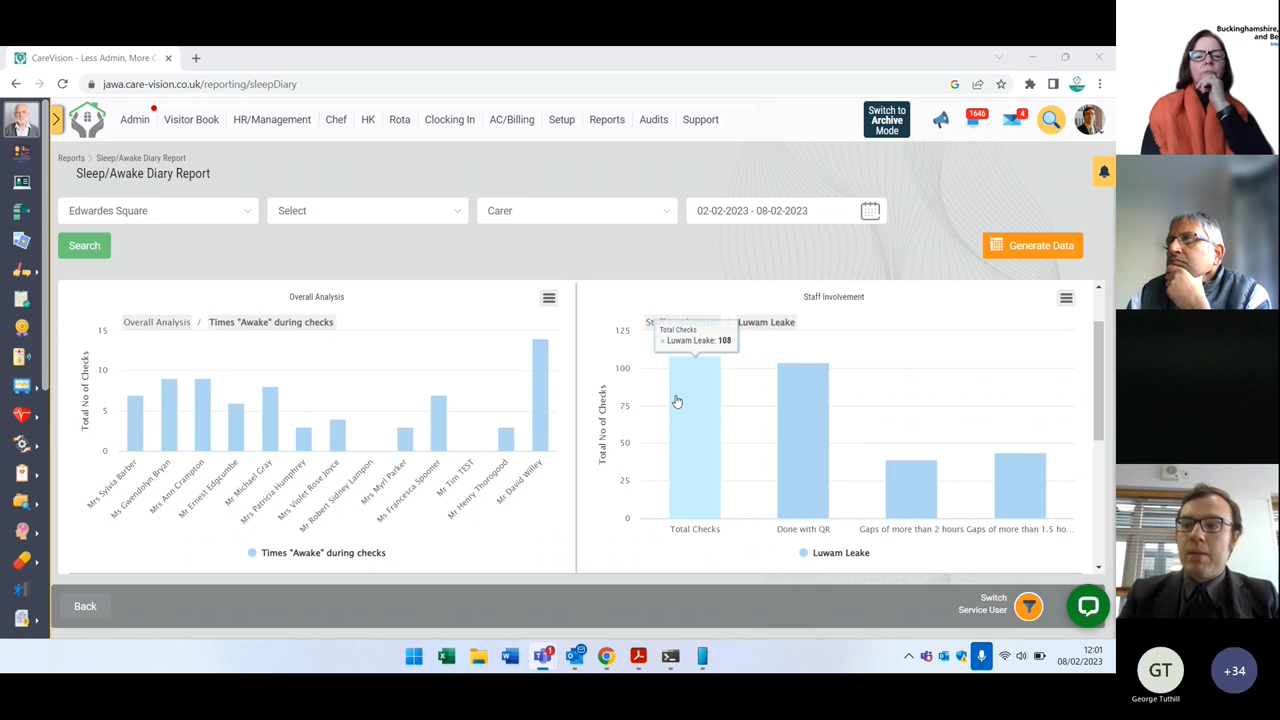 CareVision - Less Admin, More C
jawa.care-vision.co.uk/reporting/sleepDiary
Admin
Visitor Book
HR/Management
Chef
HK
Rota
Clocking In
AC/Billing
Setup
Reports
Audits
Support
Switch to
Archive
Mode
1646
4
Reports > Sleep/Awake Diary Report
Sleep/Awake Diary Report
Edwardes Square
Select
Carer
02-02-2023 - 08-02-2023
Search
Generate Data
Overall Analysis
Overall Analysis / Times "Awake" during checks
15
10
5
0
Total No of Checks
Mrs Sylvia Barber
Ms Gwendolyn Bryan
Mrs Ann Crampton
Mr Ernest Edgcumbe
Mr Michael Gray
Mrs Patricia Humphrey
Mrs Violet Rose Joyce
Mr Robert Sidney Lampon
Mrs Myrl Parker
Ms Francesca Spooner
Mr Tim TEST
Mr Henry Thorogood
Mr David Willey
Times "Awake" during checks
Staff Involvement
Staff Involvement / Luwam Leake
Total Checks
Luwam Leake: 108
125
100
75
50
25
0
Total No of Checks
Total Checks
Done with QR
Gaps of more than 2 hours
Gaps of more than 1.5 ho...
Luwam Leake
Back
Switch
Service User
1
12:01
08/02/2023
Buckinghamshire,
and Be
GT
George Tuthill
+34